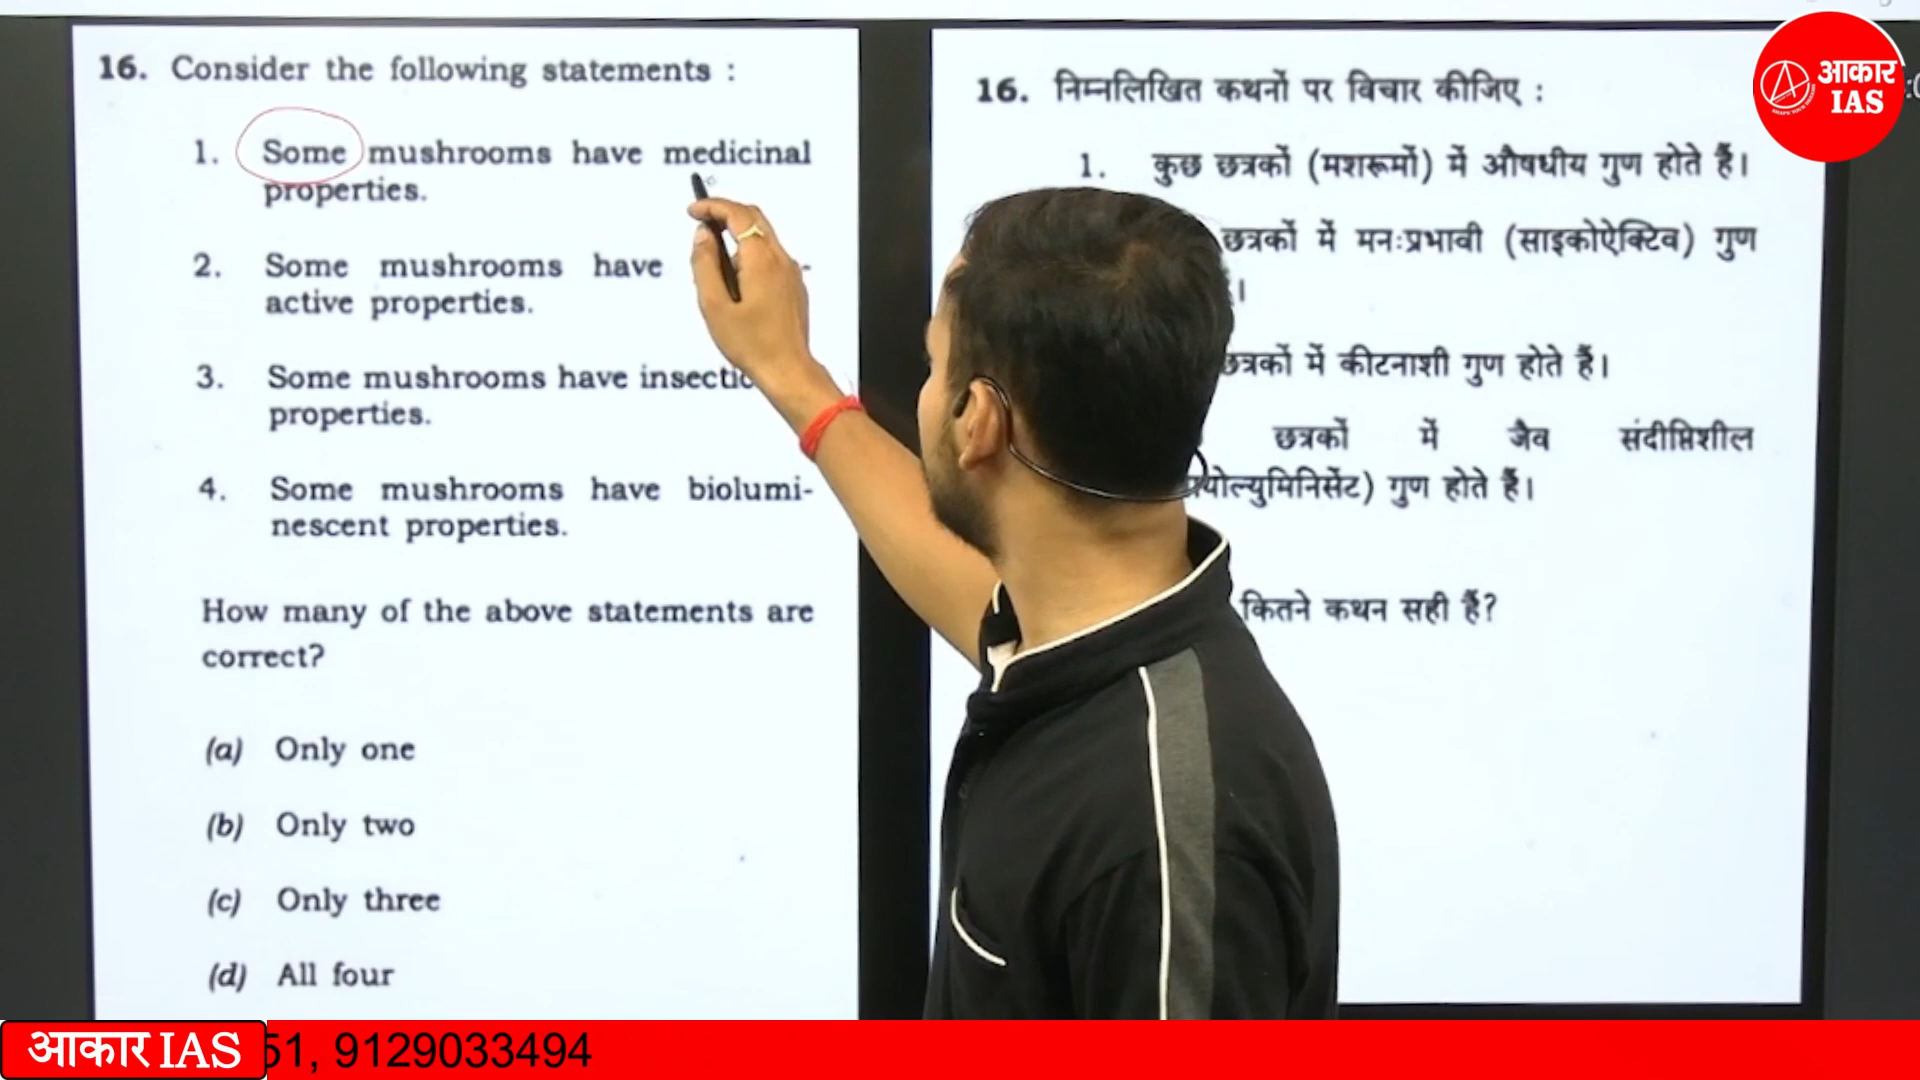 16. Consider the following statements :
1. Some mushrooms have medicinal
properties.
2. Some mushrooms have
active properties.
3. Some mushrooms have
properties.
4. Some mushrooms have biolumi-
nescent properties.
How many of the above statements are
correct?
(a) Only one
(b) Only two
(c) Only three
(d) All four
16. निम्नलिखित कथनों पर विचार कीजिए :
1. कुछ छत्रकों (मशरूमों) में औषधीय गुण होते हैं।
छत्रकों में मनःप्रभावी (साइकोऐक्टिव) गुण
छत्रकों में कीटनाशी गुण होते हैं।
छत्रकों में जैव संदीप्तिशील
गुण होते हैं।
कितने कथन सही हैं?
आकार
IAS
आकार IAS 51, 9129033494